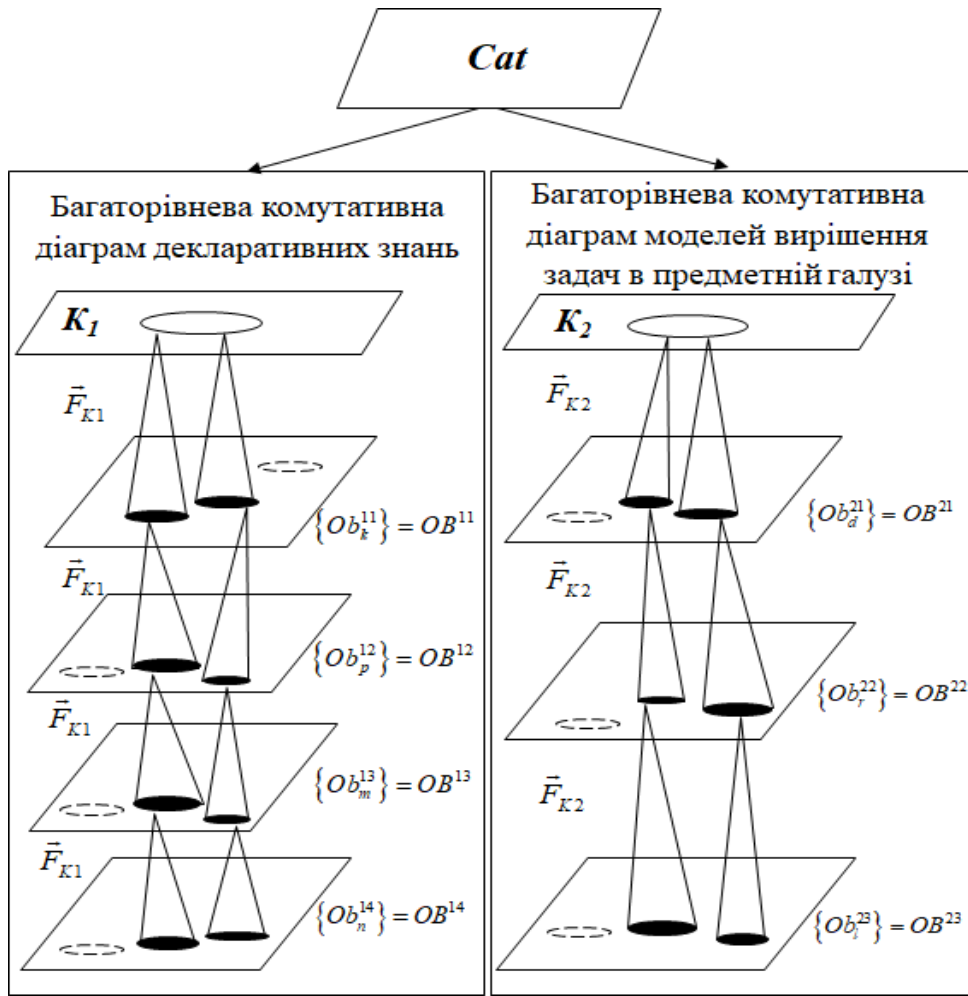 Cat
Багаторівнева комутативна
діаграм декларативних знань
K₁
F⃗_{K1}
{Ob_k^{11}} = OB^{11}
F⃗_{K1}
{Ob_p^{12}} = OB^{12}
F⃗_{K1}
{Ob_m^{13}} = OB^{13}
F⃗_{K1}
{Ob_n^{14}} = OB^{14}
Багаторівнева комутативна
діаграм моделей вирішення
задач в предметній галузі
K₂
F⃗_{K2}
{Ob_d^{21}} = OB^{21}
F⃗_{K2}
{Ob_r^{22}} = OB^{22}
F⃗_{K2}
{Ob_i^{23}} = OB^{23}